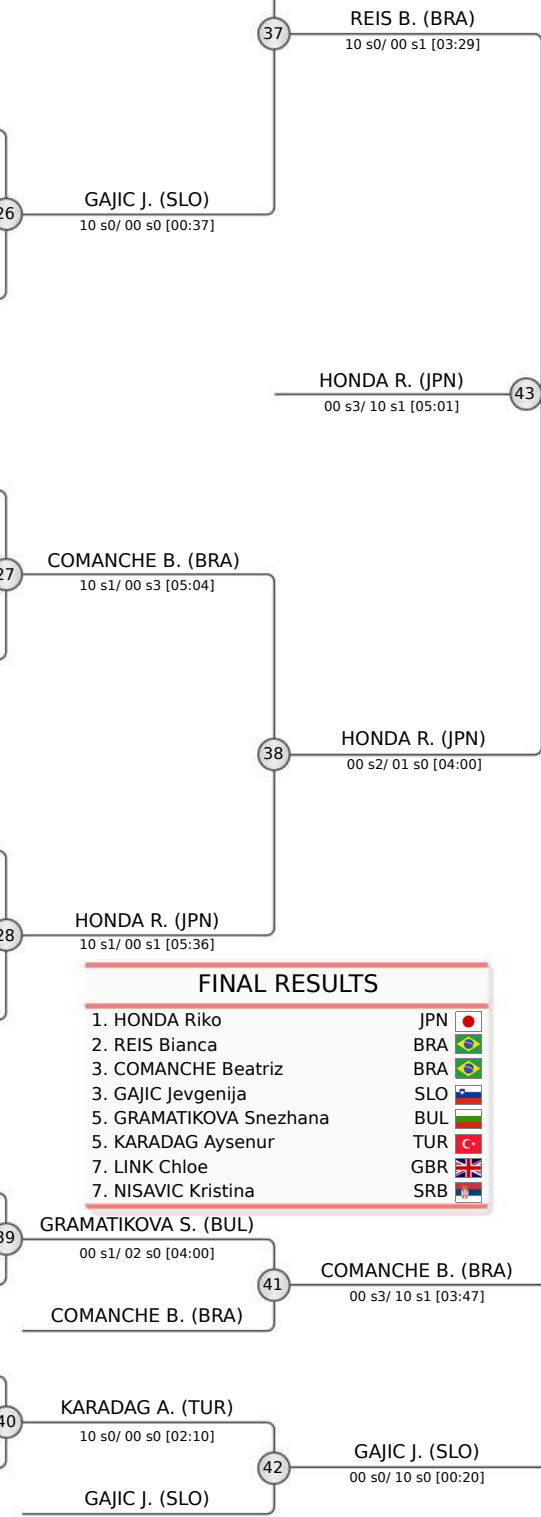 37
REIS B. (BRA)
10 s0/ 00 s1 [03:29]
GAJIC J. (SLO)
26
10 s0/ 00 s0 [00:37]
HONDA R. (JPN)
43
00 s3/ 10 s1 [05:01]
COMANCHE B. (BRA)
27
10 s1/ 00 s3 [05:04]
HONDA R. (JPN)
38
00 s2/ 01 s0 [04:00]
HONDA R. (JPN)
28
10 s1/ 00 s1 [05:36]
FINAL RESULTS
1. HONDA Riko JPN
2. REIS Bianca BRA
3. COMANCHE Beatriz BRA
3. GAJIC Jevgenija SLO
5. GRAMATIKOVA Snezhana BUL
5. KARADAG Aysenur TUR
7. LINK Chloe GBR
7. NISAVIC Kristina SRB
GRAMATIKOVA S. (BUL)
39
00 s1/ 02 s0 [04:00]
COMANCHE B. (BRA)
41
00 s3/ 10 s1 [03:47]
COMANCHE B. (BRA)
KARADAG A. (TUR)
40
10 s0/ 00 s0 [02:10]
GAJIC J. (SLO)
42
00 s0/ 10 s0 [00:20]
GAJIC J. (SLO)